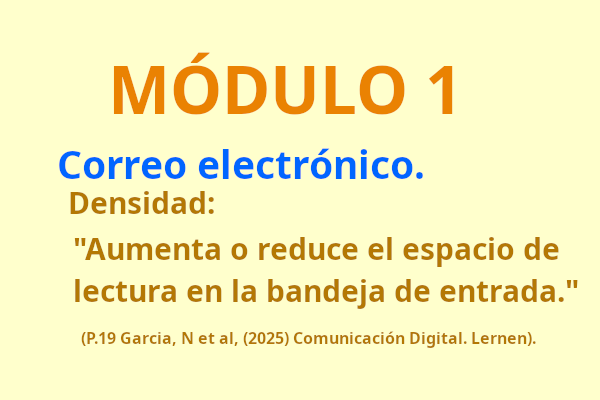 MÓDULO 1
Correo electrónico.
Densidad:
"Aumenta o reduce el espacio de
lectura en la bandeja de entrada."
(P.19 Garcia, N et al, (2025) Comunicación Digital. Lernen).